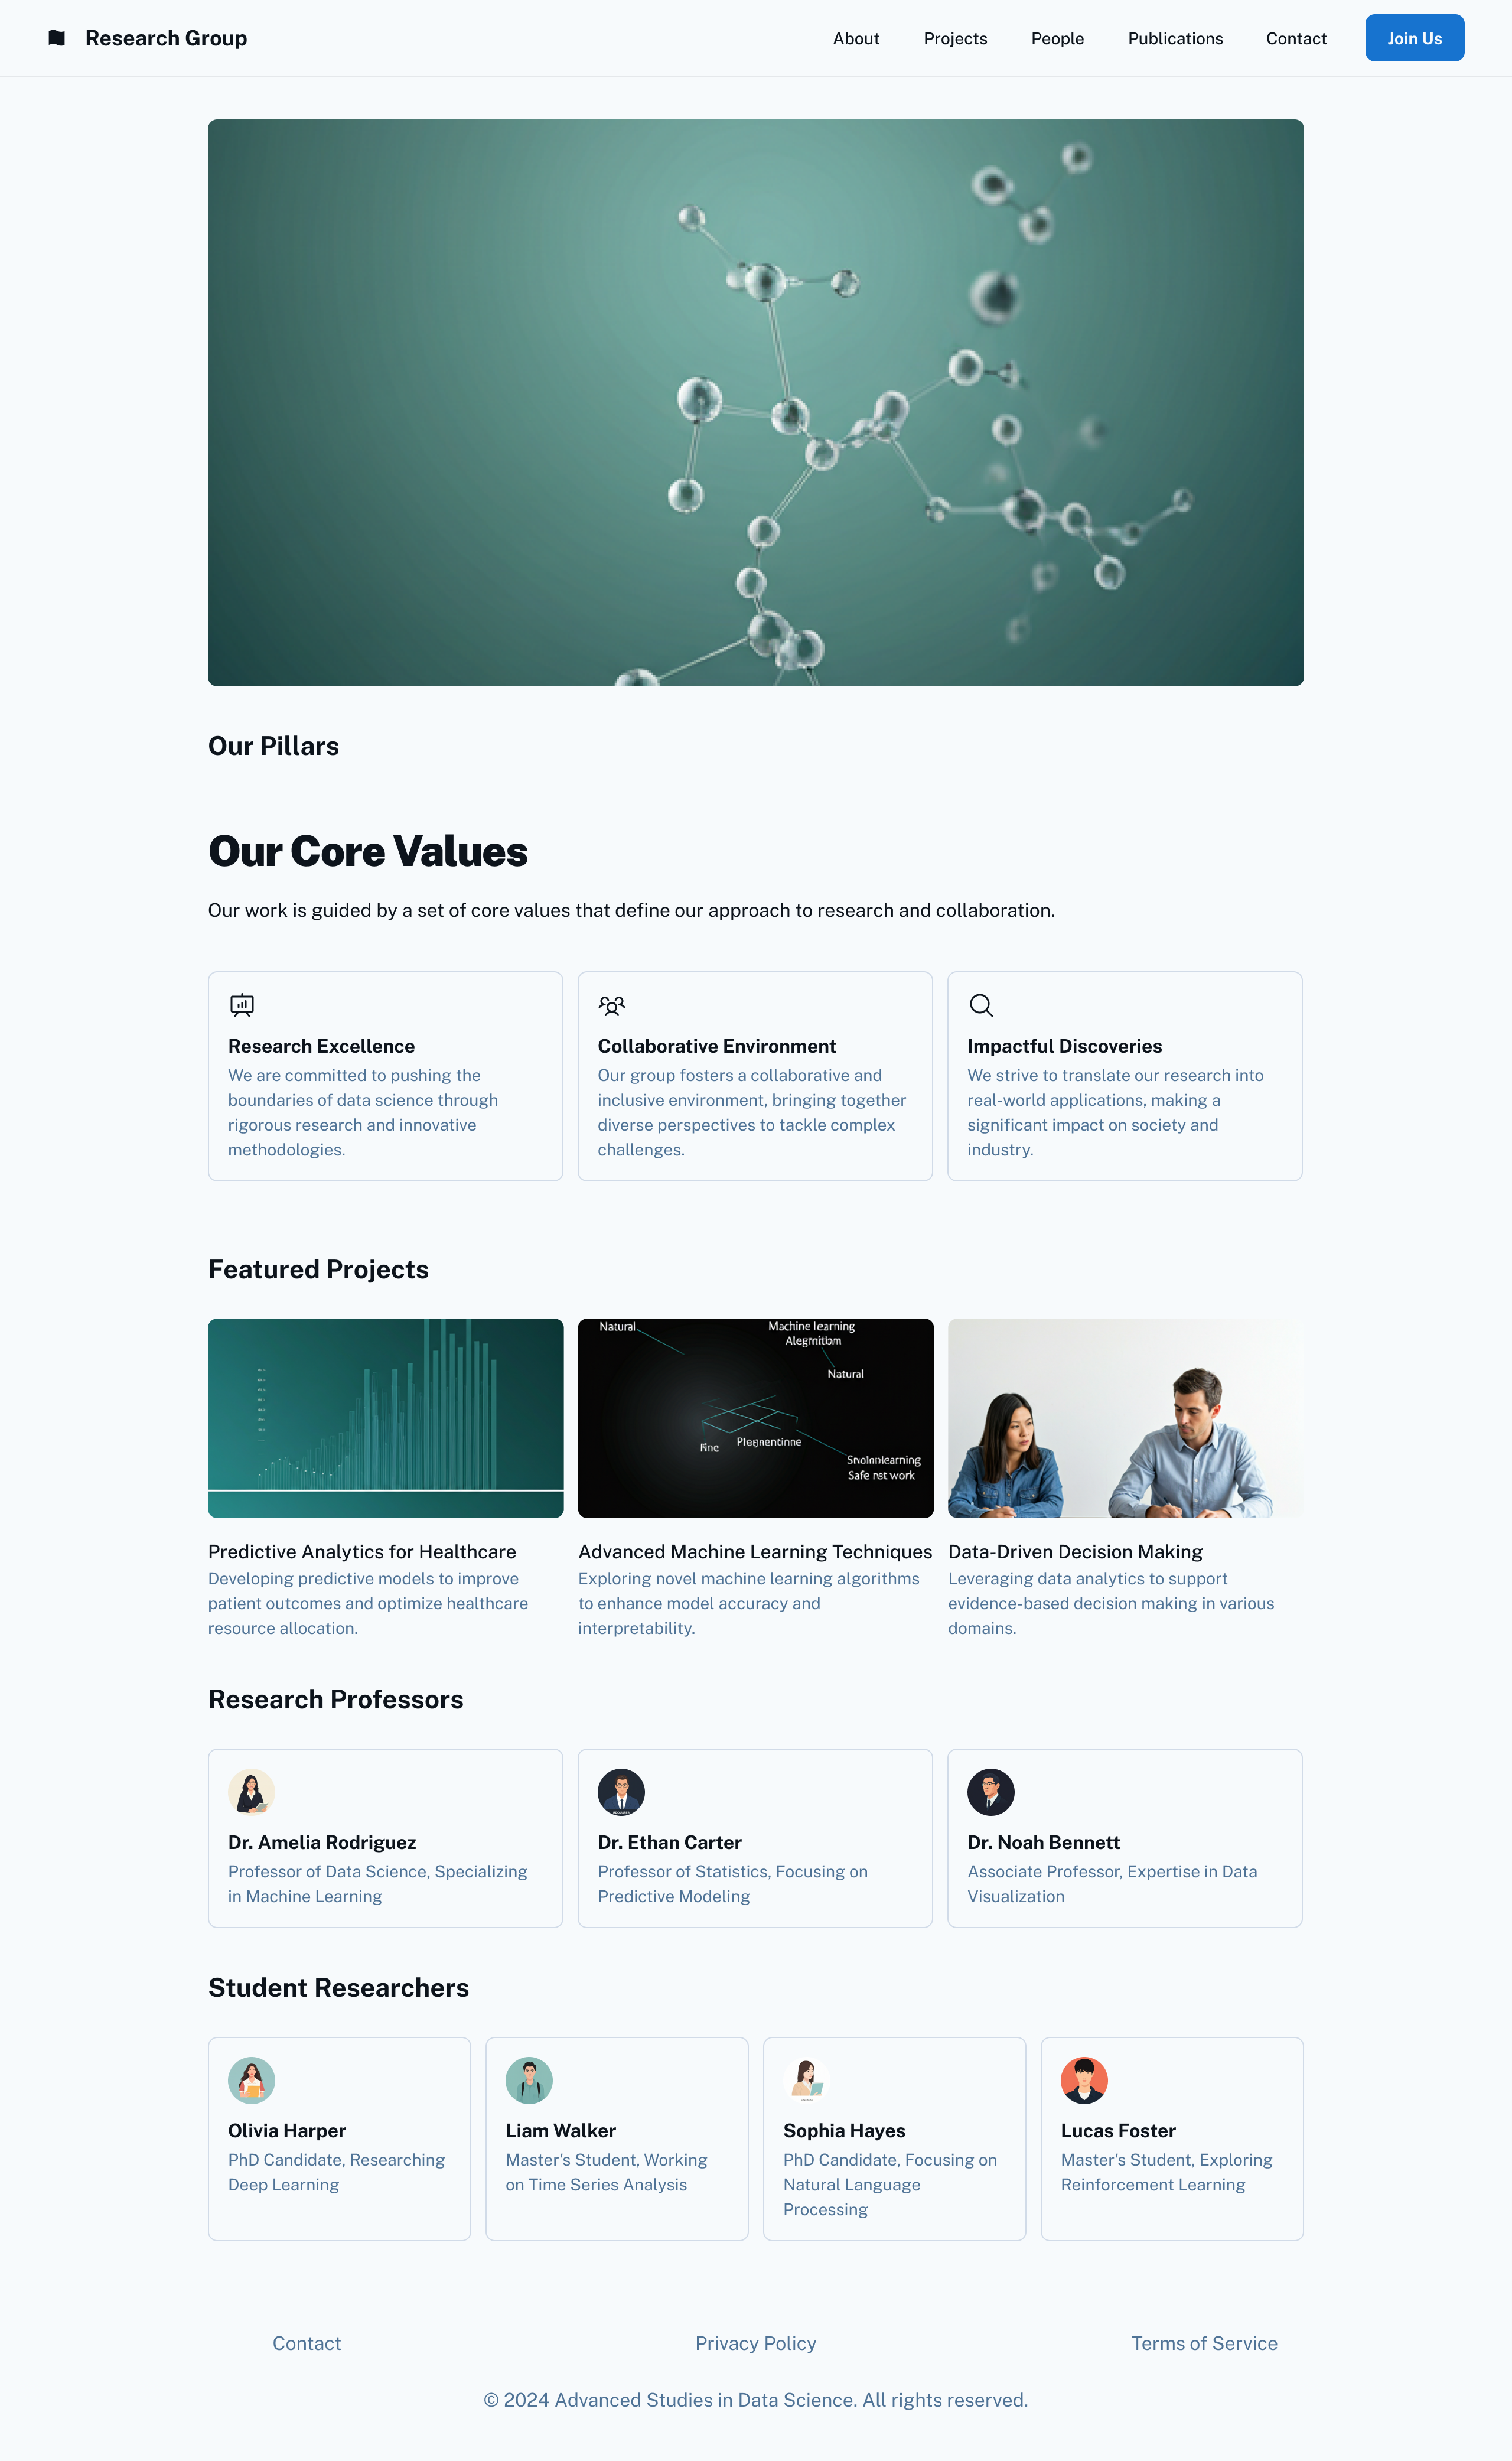 Research Group
About
Projects
People
Publications
Contact
Join Us
Our Pillars
Our Core Values
Our work is guided by a set of core values that define our approach to research and collaboration.
Research Excellence
We are committed to pushing the
boundaries of data science through
rigorous research and innovative
methodologies.
Collaborative Environment
Our group fosters a collaborative and
inclusive environment, bringing together
diverse perspectives to tackle complex
challenges.
Impactful Discoveries
We strive to translate our research into
real-world applications, making a
significant impact on society and
industry.
Featured Projects
Natural
Machine learning
Natural
Safe net work
Predictive Analytics for Healthcare
Developing predictive models to improve
patient outcomes and optimize healthcare
resource allocation.
Advanced Machine Learning Techniques
Exploring novel machine learning algorithms
to enhance model accuracy and
interpretability.
Data-Driven Decision Making
Leveraging data analytics to support
evidence-based decision making in various
domains.
Research Professors
Dr. Amelia Rodriguez
Professor of Data Science, Specializing
in Machine Learning
Dr. Ethan Carter
Professor of Statistics, Focusing on
Predictive Modeling
Dr. Noah Bennett
Associate Professor, Expertise in Data
Visualization
Student Researchers
Olivia Harper
PhD Candidate, Researching
Deep Learning
Liam Walker
Master's Student, Working
on Time Series Analysis
Sophia Hayes
PhD Candidate, Focusing on
Natural Language
Processing
Lucas Foster
Master's Student, Exploring
Reinforcement Learning
Contact
Privacy Policy
Terms of Service
© 2024 Advanced Studies in Data Science. All rights reserved.